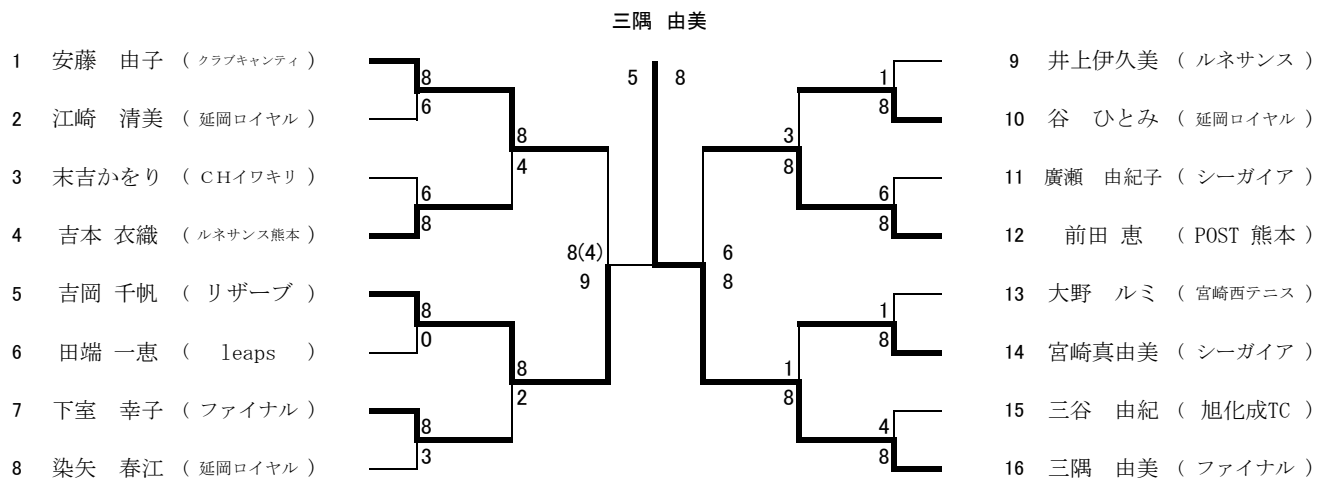 三隅 由美
5 8
1 安藤 由子 ( クラブキャンティ )
8
6
2 江崎 清美 ( 延岡ロイヤル )
8
4
3 末吉かをり ( CHイワキリ )
6
8
4 吉本 衣織 ( ルネサンス熊本 )
8(4)
9
5 吉岡 千帆 ( リザーブ )
8
0
6 田端 一恵 ( leaps )
8
2
7 下室 幸子 ( ファイナル )
8
3
8 染矢 春江 ( 延岡ロイヤル )
9 井上伊久美 ( ルネサンス )
1
8
10 谷 ひとみ ( 延岡ロイヤル )
3
8
11 廣瀬 由紀子 ( シーガイア )
6
8
12 前田 恵 ( POST 熊本 )
6
8
13 大野 ルミ ( 宮崎西テニス )
1
8
14 宮崎真由美 ( シーガイア )
1
8
15 三谷 由紀 ( 旭化成TC )
4
8
16 三隅 由美 ( ファイナル )